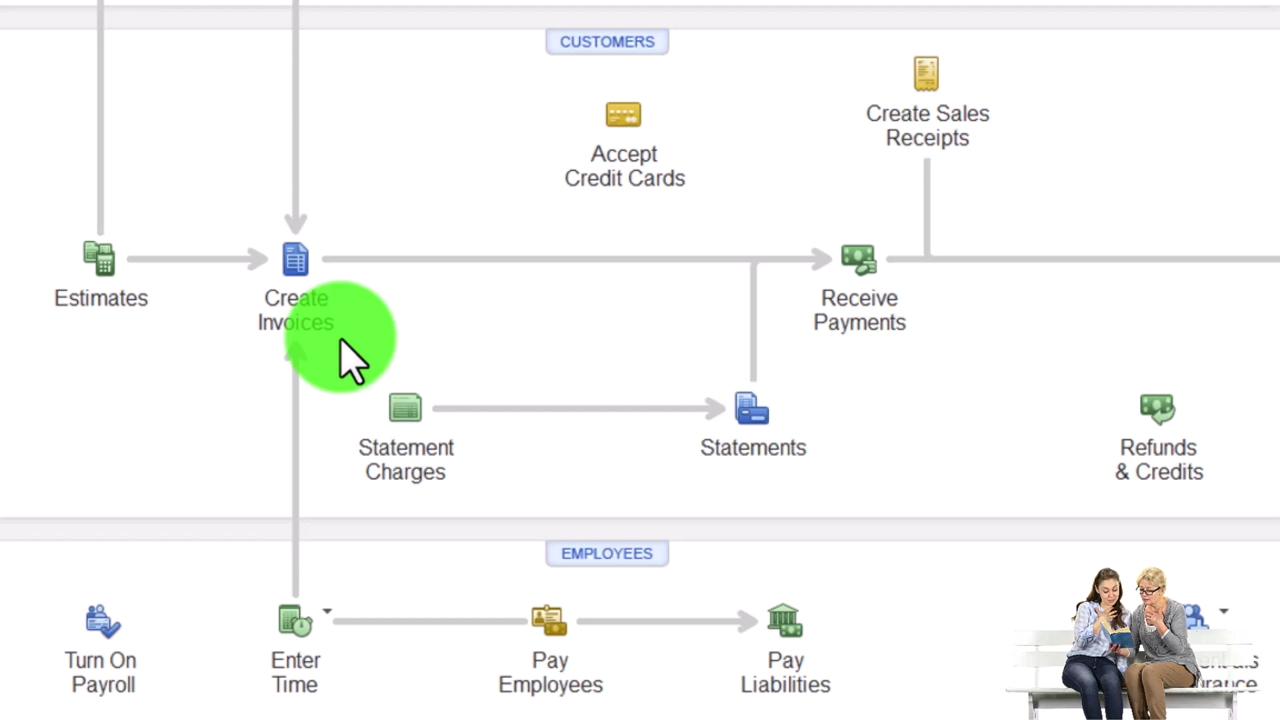 CUSTOMERS
Create Sales
Receipts
Accept
Credit Cards
Estimates
Create
Invoices
Receive
Payments
Statement
Charges
Statements
Refunds
& Credits
EMPLOYEES
Turn On
Payroll
Enter
Time
Pay
Employees
Pay
Liabilities